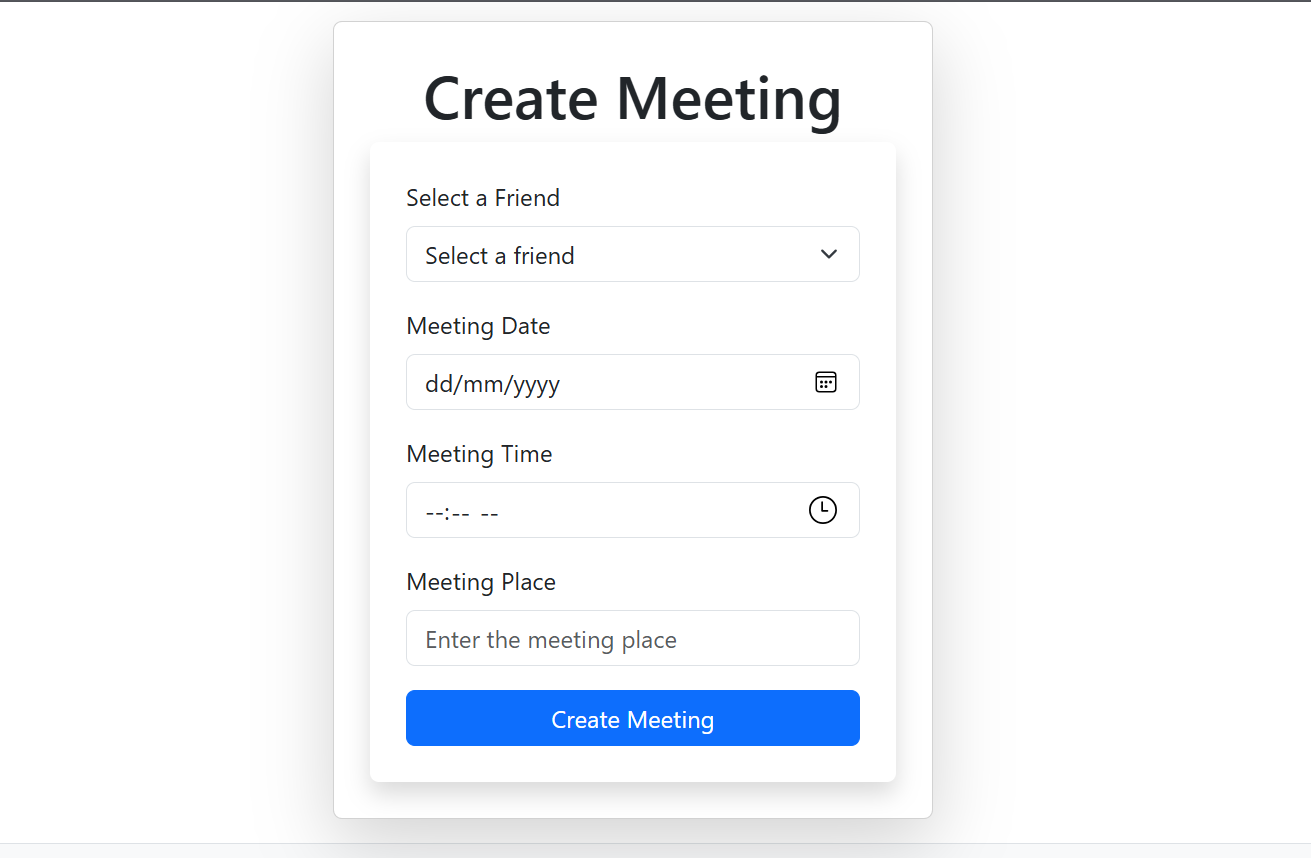 Create Meeting
Select a Friend
Select a friend
Meeting Date
dd/mm/yyyy
Meeting Time
--:-- --
Meeting Place
Enter the meeting place
Create Meeting